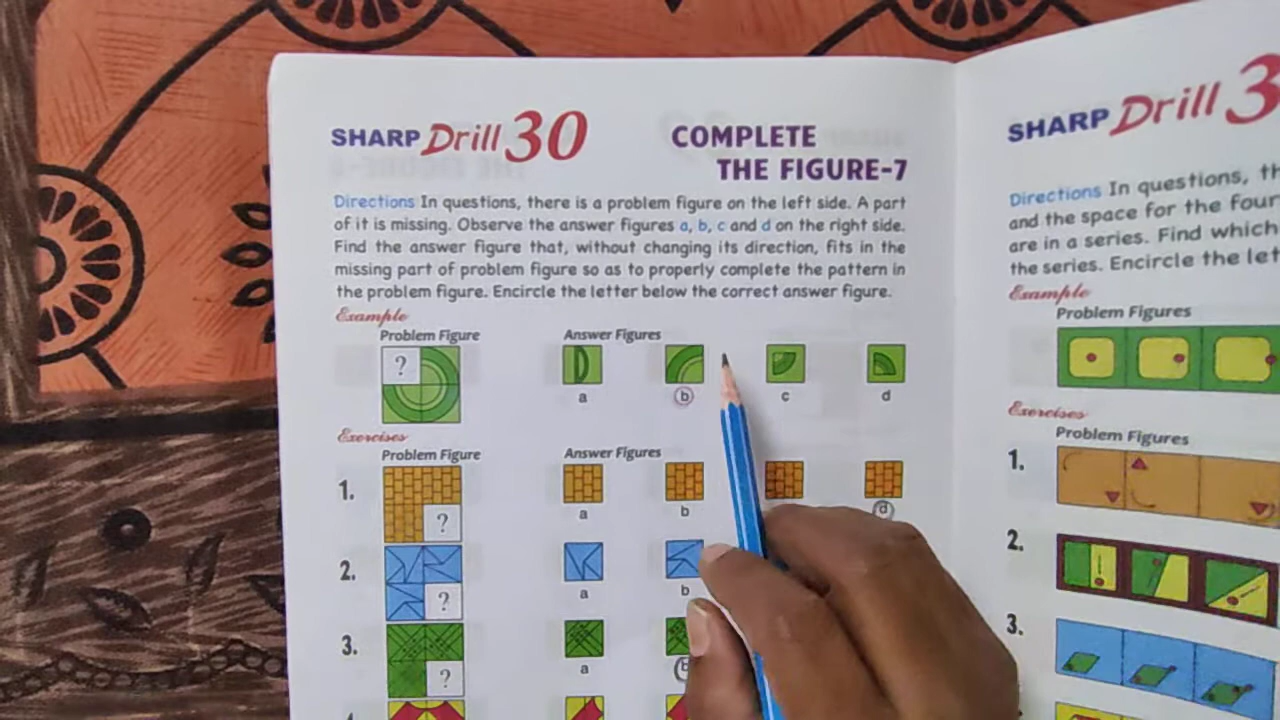 SHARP Drill 30
COMPLETE
THE FIGURE-7
Directions In questions, there is a problem figure on the left side. A part
of it is missing. Observe the answer figures a, b, c and d on the right side.
Find the answer figure that, without changing its direction, fits in the
missing part of problem figure so as to properly complete the pattern in
the problem figure. Encircle the letter below the correct answer figure.
Example
Problem Figure Answer Figures
?
a b c d
Exercises
Problem Figure Answer Figures
1.
?
a b d
2.
?
a b
3.
?
a b
SHARP Drill 3
Directions In questions, th
and the space for the four
are in a series. Find which
the series. Encircle the let
Example
Problem Figures
Exercises
Problem Figures
1.
2.
3.